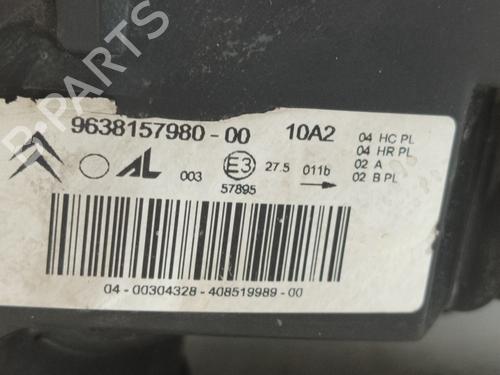 B-PARTS
9638157980-00 10A2
AL 003 E3 27.5 011b
57895
04 HC PL
04 HR PL
02 A
02 B PL
04 - 00304328 - 408519989 - 00